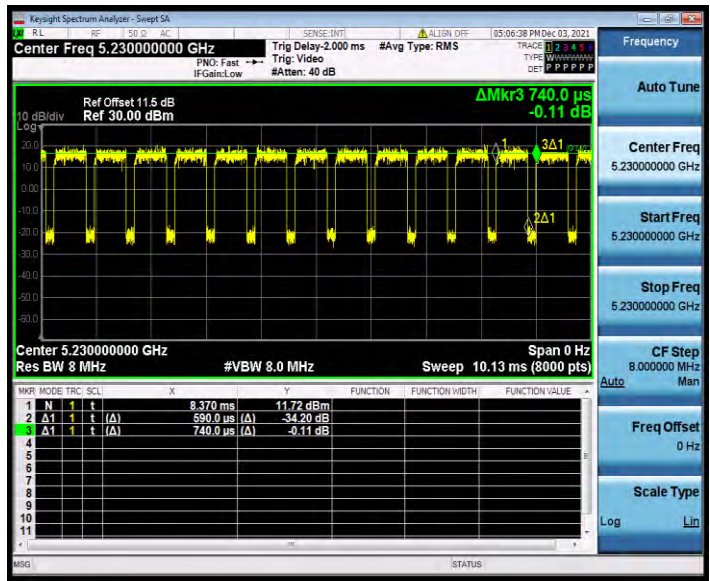 Keysight Spectrum Analyzer - Swept SA
RL RF 50 Ω AC SENSE:INT ALIGN OFF 05:06:38 PM Dec 03, 2021
Center Freq 5.230000000 GHz
PNO: Fast
IFGain:Low
Trig Delay-2.000 ms
Trig: Video
#Atten: 40 dB
#Avg Type: RMS
TRACE 1 2 3 4 5 6
TYPE WWWWWW
DET P P P P P P
Frequency
Auto Tune
Center Freq
5.230000000 GHz
Start Freq
5.230000000 GHz
Stop Freq
5.230000000 GHz
CF Step
8.000000 MHz
Auto Man
Freq Offset
0 Hz
Scale Type
Log Lin
Ref Offset 11.5 dB
10 dB/div Ref 30.00 dBm
Log
ΔMkr3 740.0 µs
-0.11 dB
20.0
10.0
0.00
-10.0
-20.0
-30.0
-40.0
-50.0
-60.0
1
3Δ1
2Δ1
Center 5.230000000 GHz Span 0 Hz
Res BW 8 MHz #VBW 8.0 MHz Sweep 10.13 ms (8000 pts)
MKR MODE TRC SCL X Y FUNCTION FUNCTION WIDTH FUNCTION VALUE
1 N 1 t 8.370 ms 11.72 dBm
2 Δ1 1 t (Δ) 590.0 µs (Δ) -34.20 dB
3 Δ1 1 t (Δ) 740.0 µs (Δ) -0.11 dB
4
5
6
7
8
9
10
11
MSG STATUS